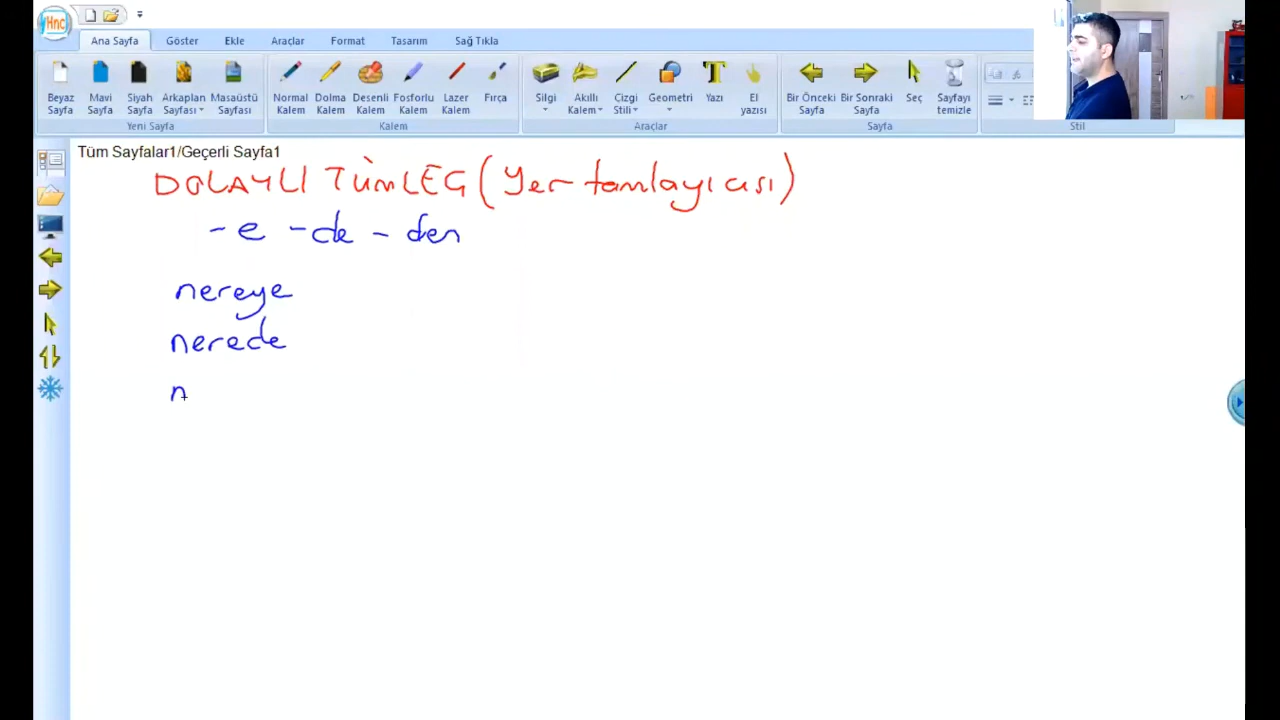 Hnc
Ana Sayfa Göster Ekle Araçlar Format Tasarım Sağ Tıkla
Beyaz Sayfa Mavi Sayfa Siyah Sayfa Arkaplan Sayfası Masaüstü Sayfası Normal Kalem Dolma Kalem Desenli Kalem Fosforlu Kalem Lazer Kalem Fırça Silgi Akıllı Kalem Çizgi Stili Geometri Yazı El yazısı Bir Önceki Sayfa Bir Sonraki Sayfa Seç Sayfayı temizle
Yeni Sayfa Kalem Araçlar Sayfa Stil
Tüm Sayfalar1/Geçerli Sayfa1
DOLAYLI TÜMLEG (Yer tamlayıcısı)
-e -de -den
nereye
nerede
n